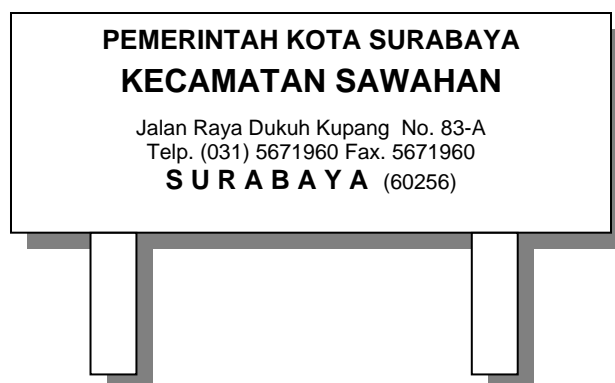 PEMERINTAH KOTA SURABAYA
KECAMATAN SAWAHAN
Jalan Raya Dukuh Kupang No. 83-A
Telp. (031) 5671960 Fax. 5671960
S U R A B A Y A (60256)